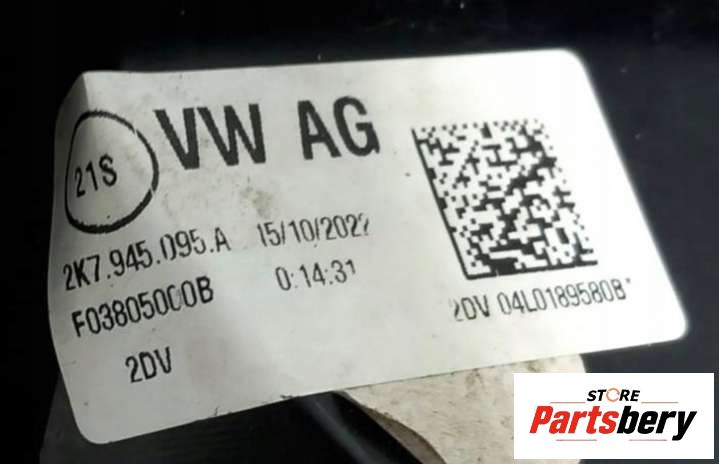 21S
VW AG
2K7.945.095.A 15/10/2022
F03805000B 0:14:31
2DV
2DV 04L0189580B*
STORE
Partsbery